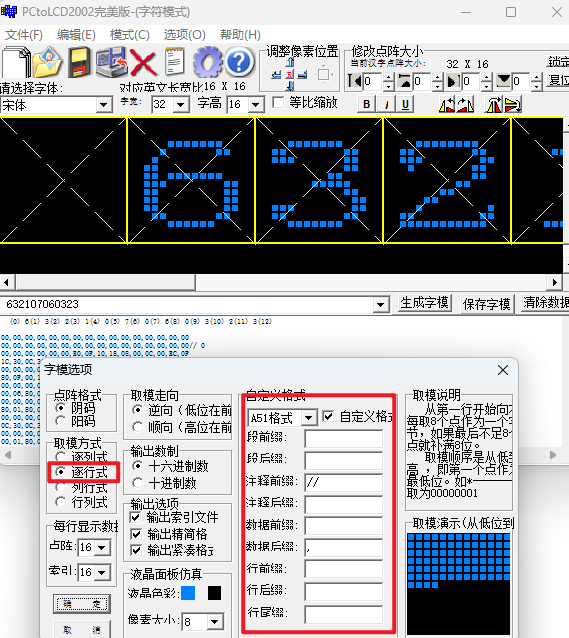 PCtoLCD2002完美版-(字符模式)
文件(F) 编辑(E) 模式(C) 选项(O) 帮助(H)
调整像素位置
修改点阵大小
当前汉字点阵大小: 32 X 16
0 0 0 0
锁定
复位
请选择字体: 对应英文长宽比16 X 16
宋体 字宽: 32 字高 16 等比缩放
B I U
6 3 2
632107060323 生成字模 保存字模 清除数据
(0) 6(1) 3(2) 2(3) 1(4) 0(5) 7(6) 0(7) 6(8) 0(9) 3(10) 2(11) 3(12)
字模选项
点阵格式
阴码
阳码
取模方式
逐列式
逐行式
列行式
行列式
每行显示数据
点阵: 16
索引: 16
确 定
取 消
取模走向
逆向(低位在前
顺向(高位在前
输出数制
十六进制数
十进制数
输出选项
输出索引文件
输出精简格
输出紧凑格式
液晶面板仿真
液晶色彩:
像素大小: 8
自定义格式
A51格式 自定义格式
段前缀:
段后缀:
注释前缀: //
注释后缀:
数据前缀:
数据后缀: ,
行前缀:
行后缀:
行尾缀:
取模说明
从第一行开始向
每取8个点作为一个字
节，如果最后不足8个
点就补满8位。
取模顺序是从低到
高，即第一个点作为
最低位。如*-------
取为00000001
取模演示(从低位到